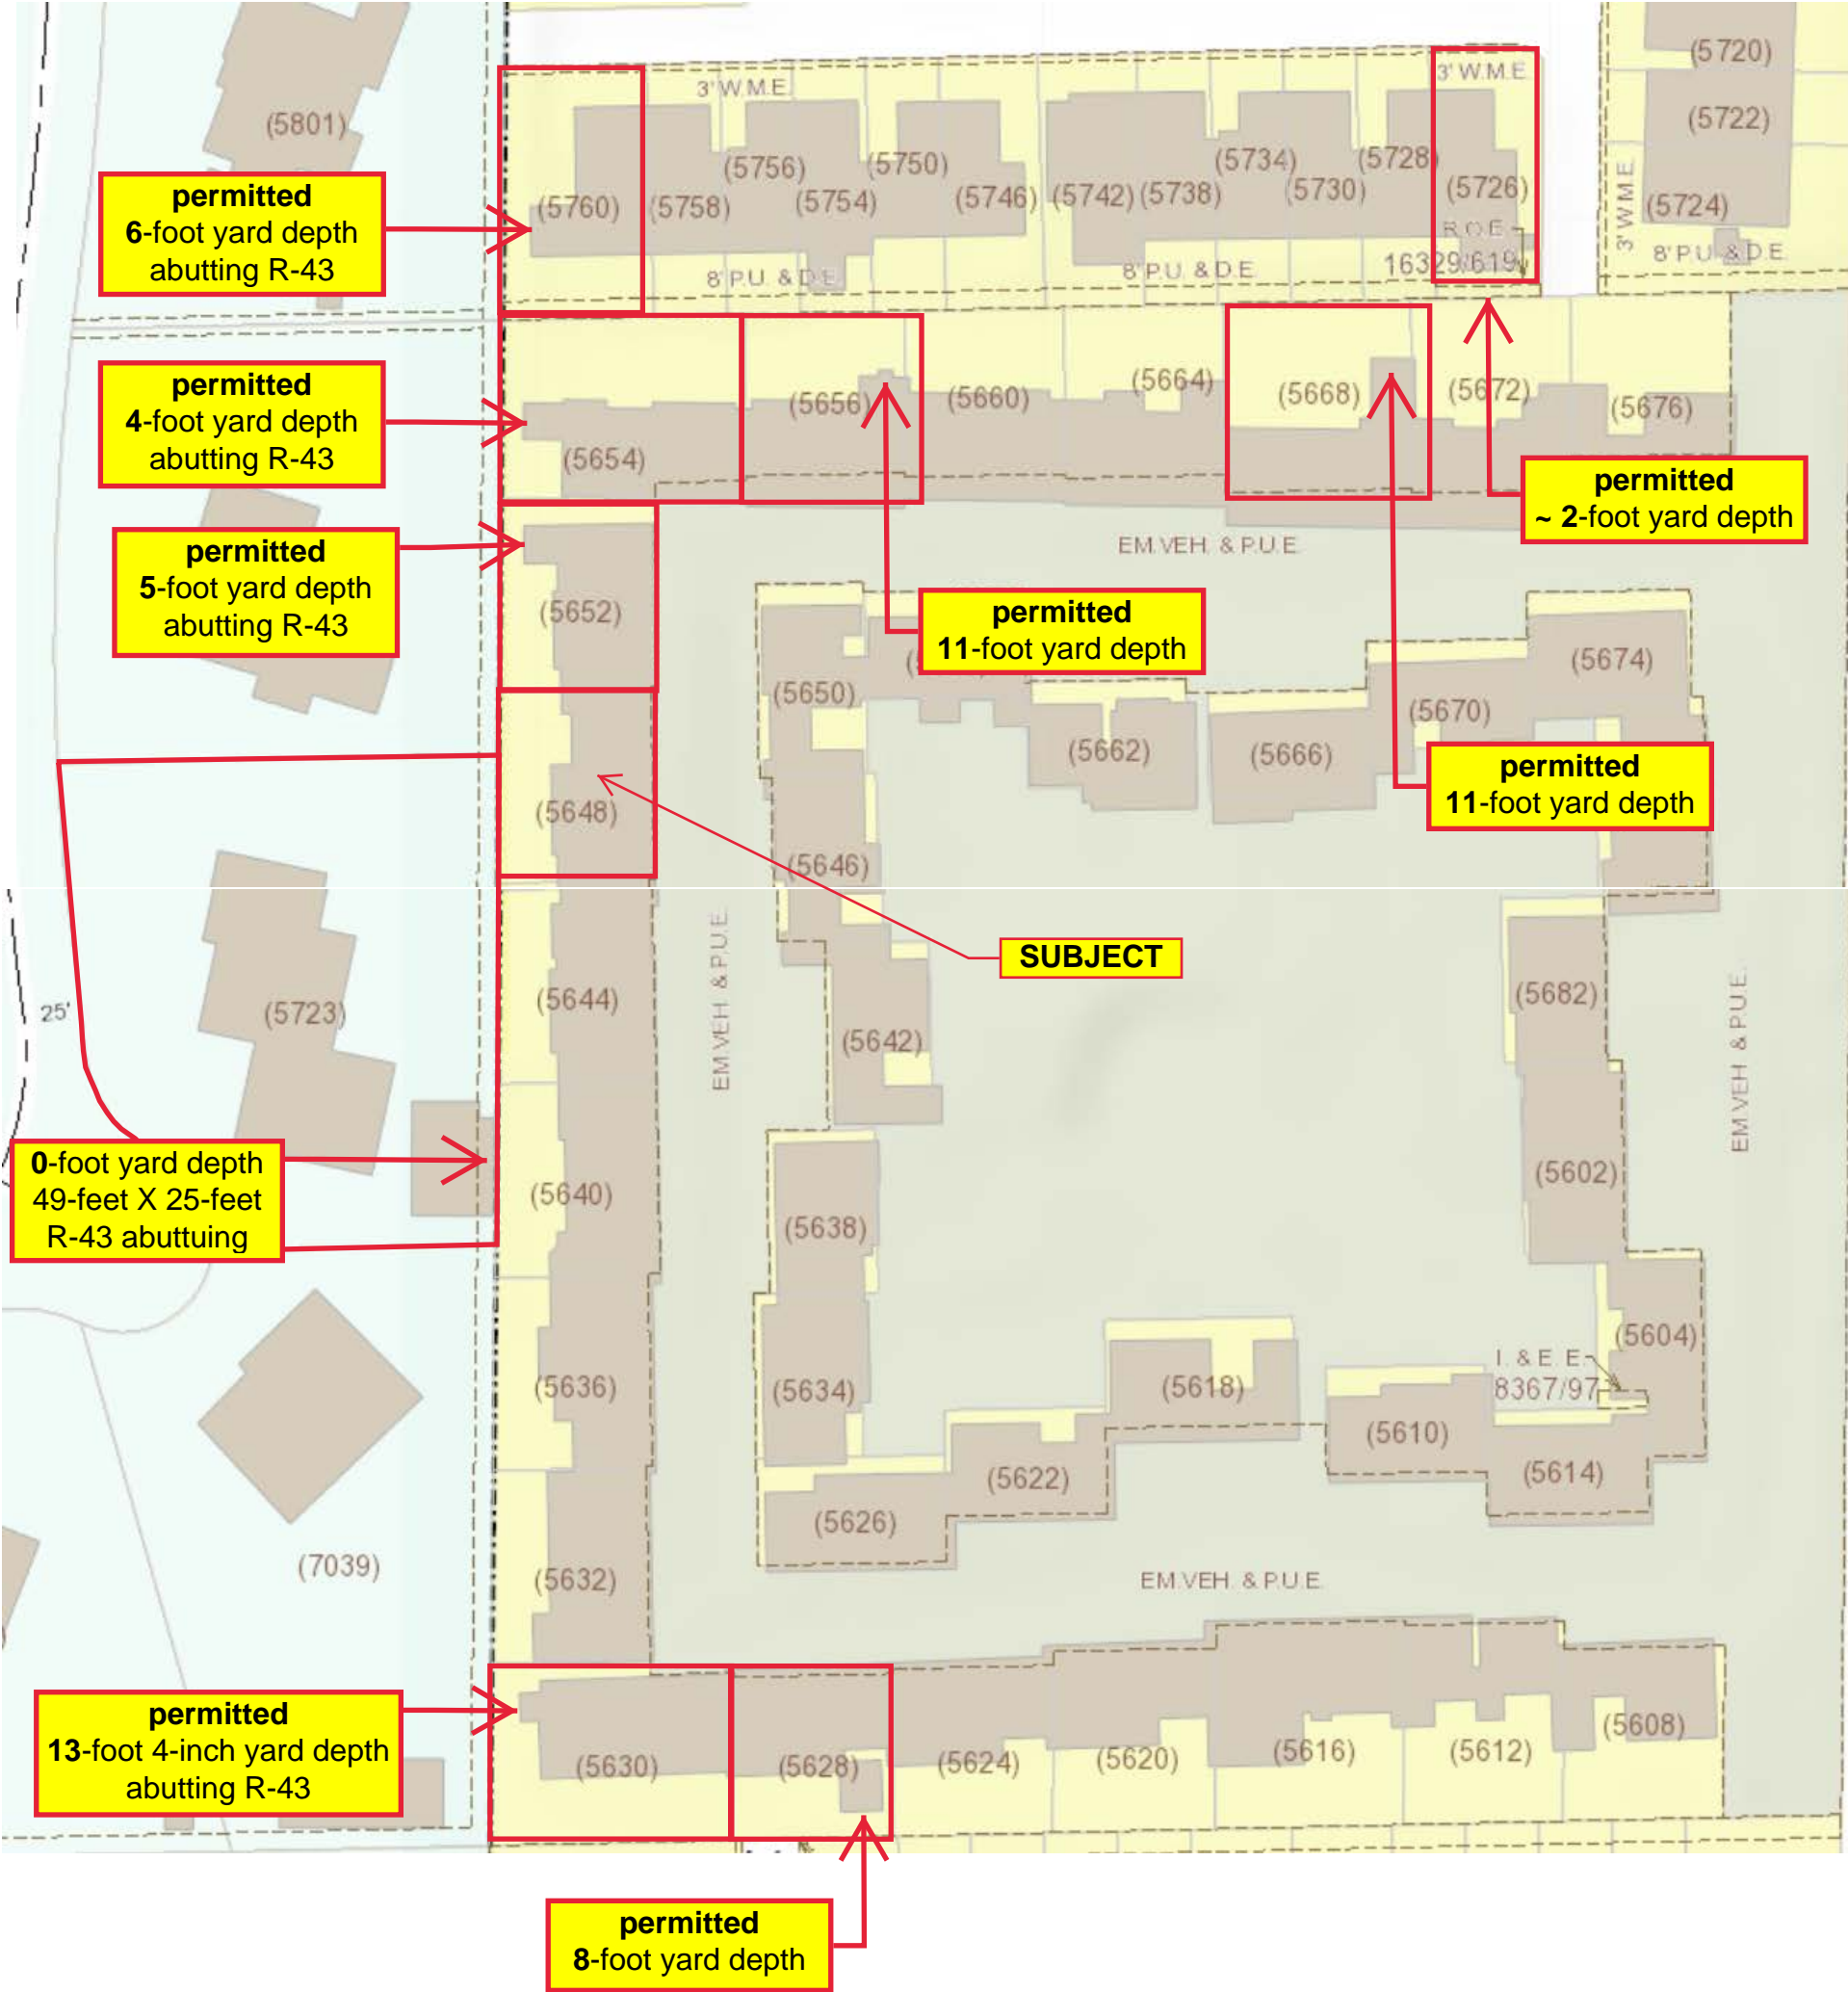 (5720)
3' W.M.E.
3' W.M.E.
(5801)
(5722)
(5756)
(5750)
(5734)
(5728)
permitted
6-foot yard depth
abutting R-43
(5760)
(5758)
(5754)
(5746)
(5742)
(5738)
(5730)
(5726)
3' W.M.E.
(5724)
R.O.E.
16329/619
8' P.U. & D.E.
8' P.U. & D.E.
8' P.U. & D.E.
permitted
4-foot yard depth
abutting R-43
(5656)
(5660)
(5664)
(5668)
(5672)
(5676)
(5654)
permitted
~ 2-foot yard depth
permitted
5-foot yard depth
abutting R-43
EM.VEH. & P.U.E.
(5652)
permitted
11-foot yard depth
(5674)
(5650)
(5670)
(5662)
(5666)
permitted
11-foot yard depth
(5648)
(5646)
EM.VEH. & P.U.E.
SUBJECT
(5644)
(5682)
25'
(5723)
(5642)
EM.VEH. & P.U.E.
0-foot yard depth
49-feet X 25-feet
R-43 abuttuing
(5640)
(5602)
(5638)
(5604)
I. & E. E.
8367/97
(5636)
(5634)
(5618)
(5610)
(5622)
(5614)
(5626)
(7039)
(5632)
EM.VEH. & P.U.E.
permitted
13-foot 4-inch yard depth
abutting R-43
(5630)
(5628)
(5624)
(5620)
(5616)
(5612)
(5608)
permitted
8-foot yard depth